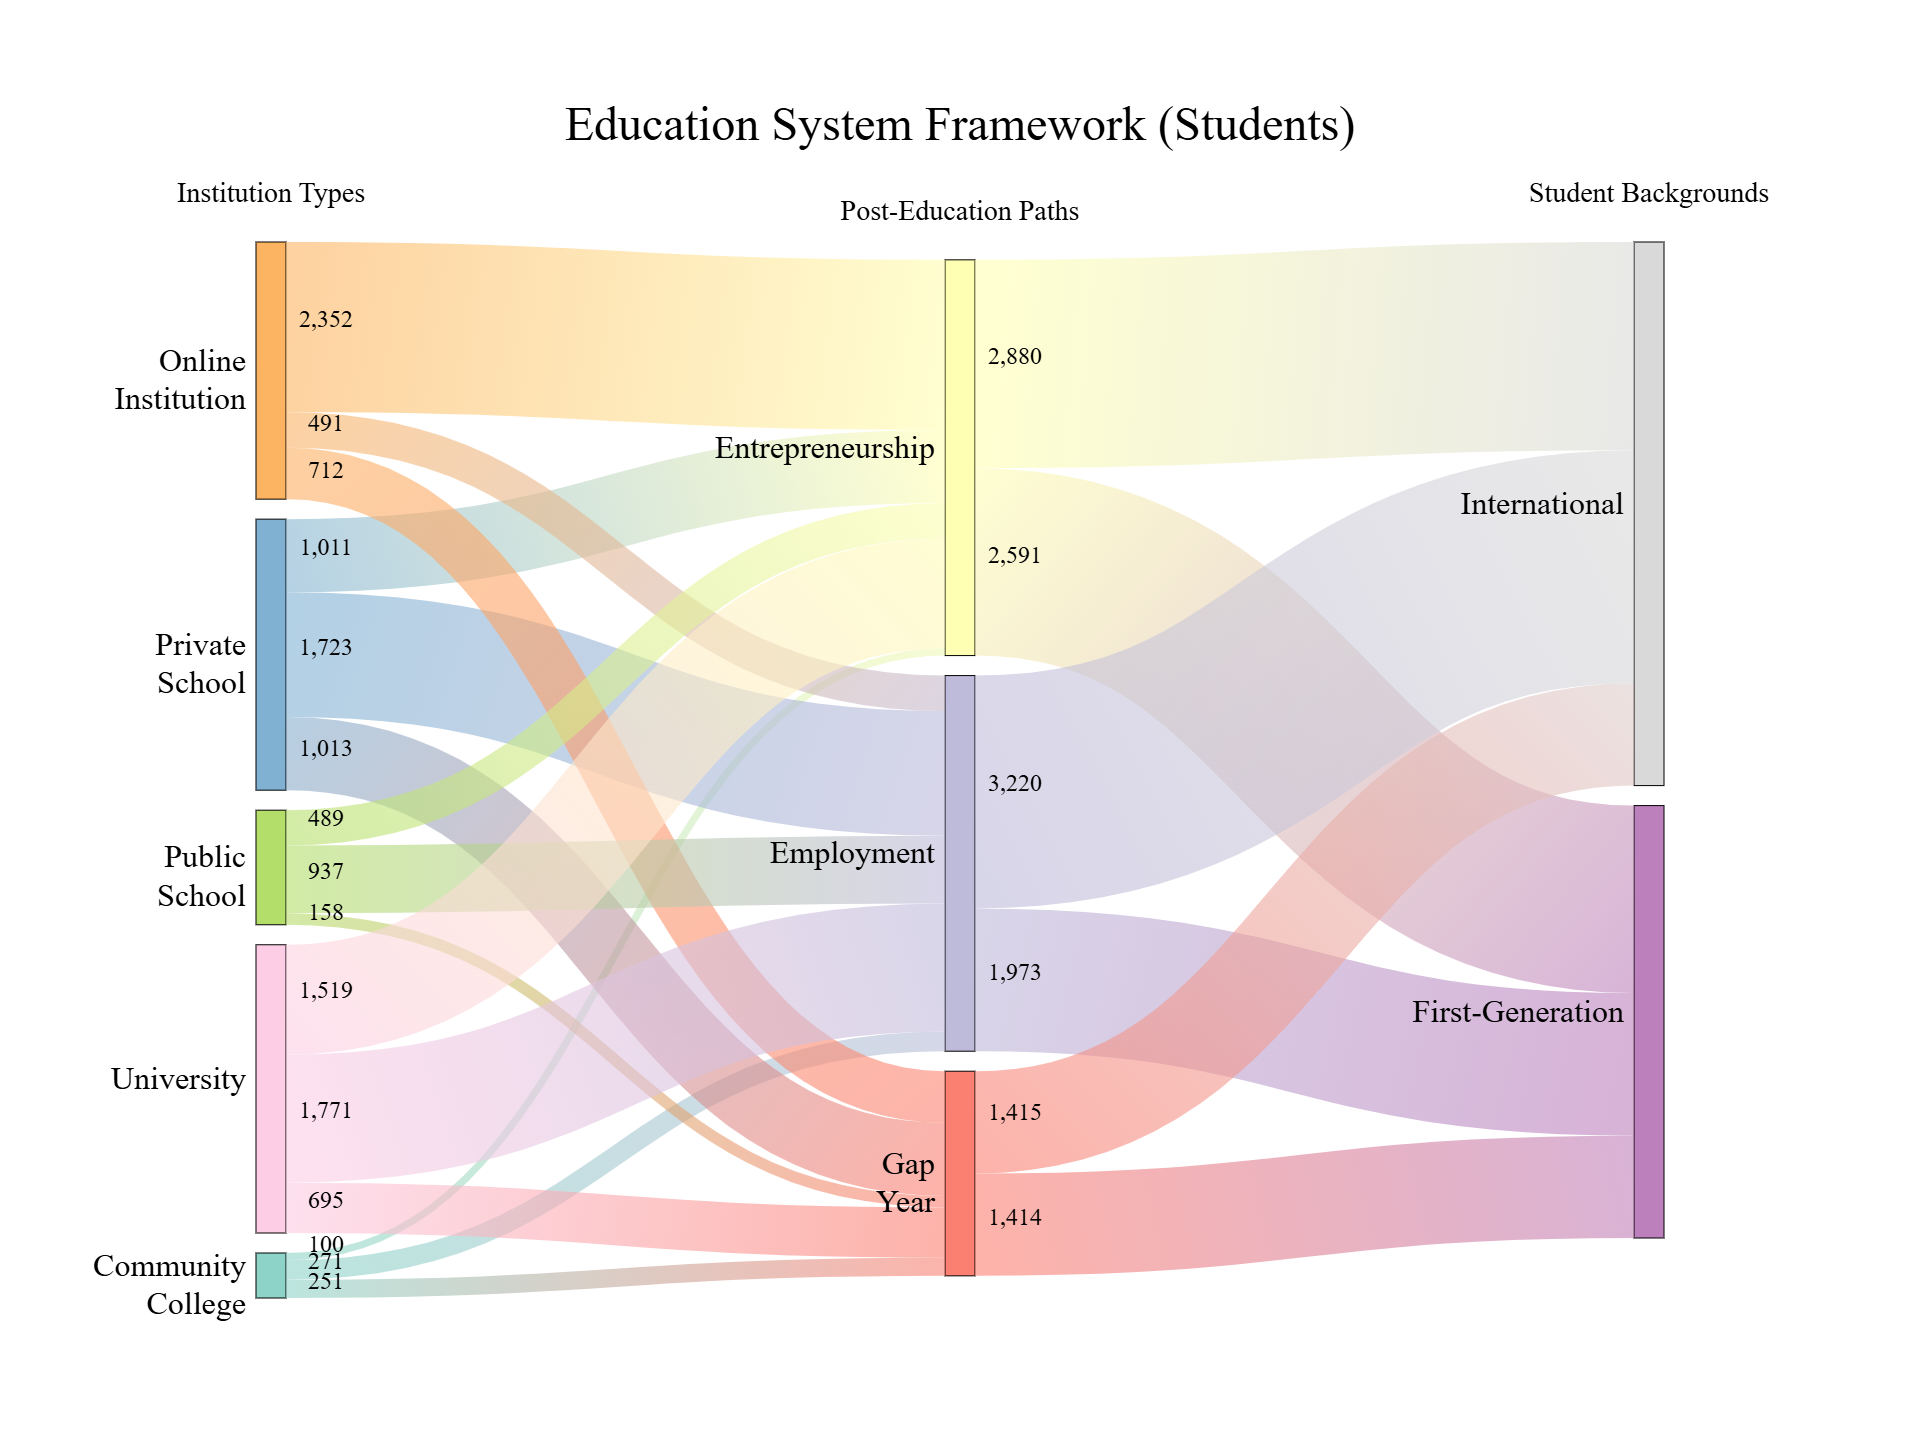 Education System Framework (Students)
Institution Types
Post-Education Paths
Student Backgrounds
Online
Institution
2,352
491
712
Private
School
1,011
1,723
1,013
Public
School
489
937
158
University
1,519
1,771
695
Community
College
100
271
251
Entrepreneurship
2,880
2,591
Employment
3,220
1,973
Gap
Year
1,415
1,414
International
First-Generation